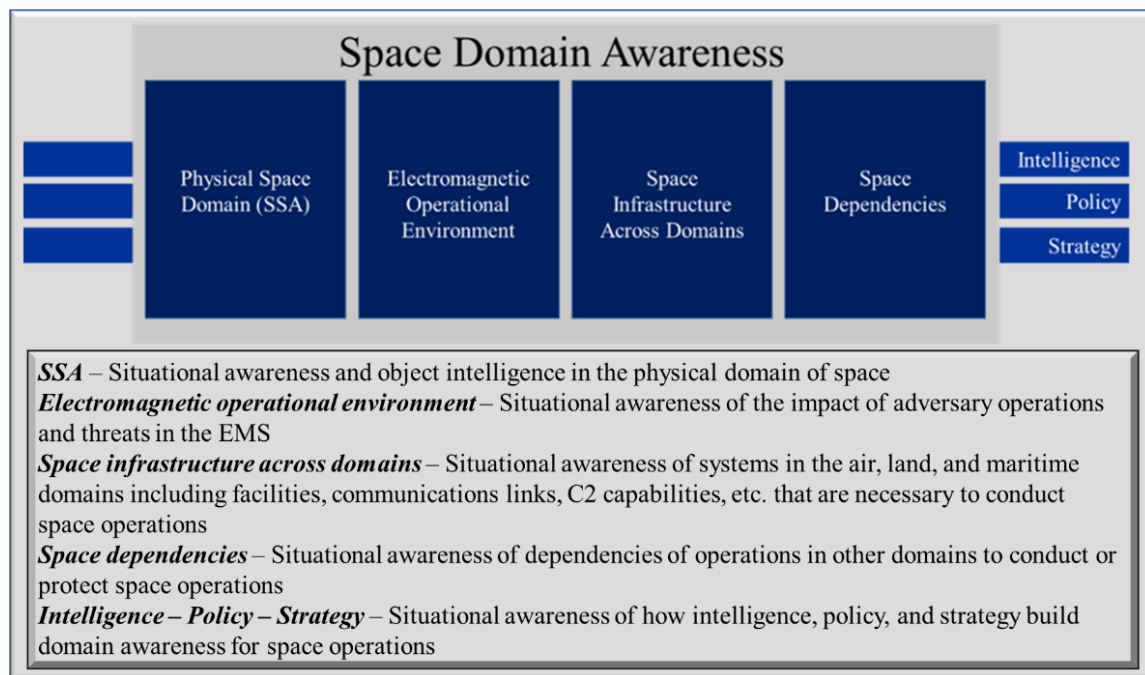 Space Domain Awareness
Physical Space
Domain (SSA)
Electromagnetic
Operational
Environment
Space
Infrastructure
Across Domains
Space
Dependencies
Intelligence
Policy
Strategy
SSA – Situational awareness and object intelligence in the physical domain of space
Electromagnetic operational environment – Situational awareness of the impact of adversary operations
and threats in the EMS
Space infrastructure across domains – Situational awareness of systems in the air, land, and maritime
domains including facilities, communications links, C2 capabilities, etc. that are necessary to conduct
space operations
Space dependencies – Situational awareness of dependencies of operations in other domains to conduct or
protect space operations
Intelligence – Policy – Strategy – Situational awareness of how intelligence, policy, and strategy build
domain awareness for space operations